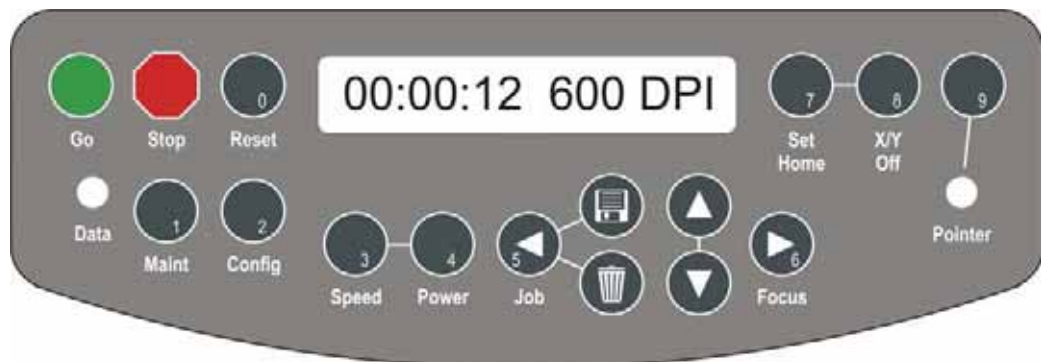 00:00:12 600 DPI
0
7
8
9
Go
Stop
Reset
Set
Home
X/Y
Off
Data
1
2
Pointer
Maint
Config
3
4
5
6
Speed
Power
Job
Focus